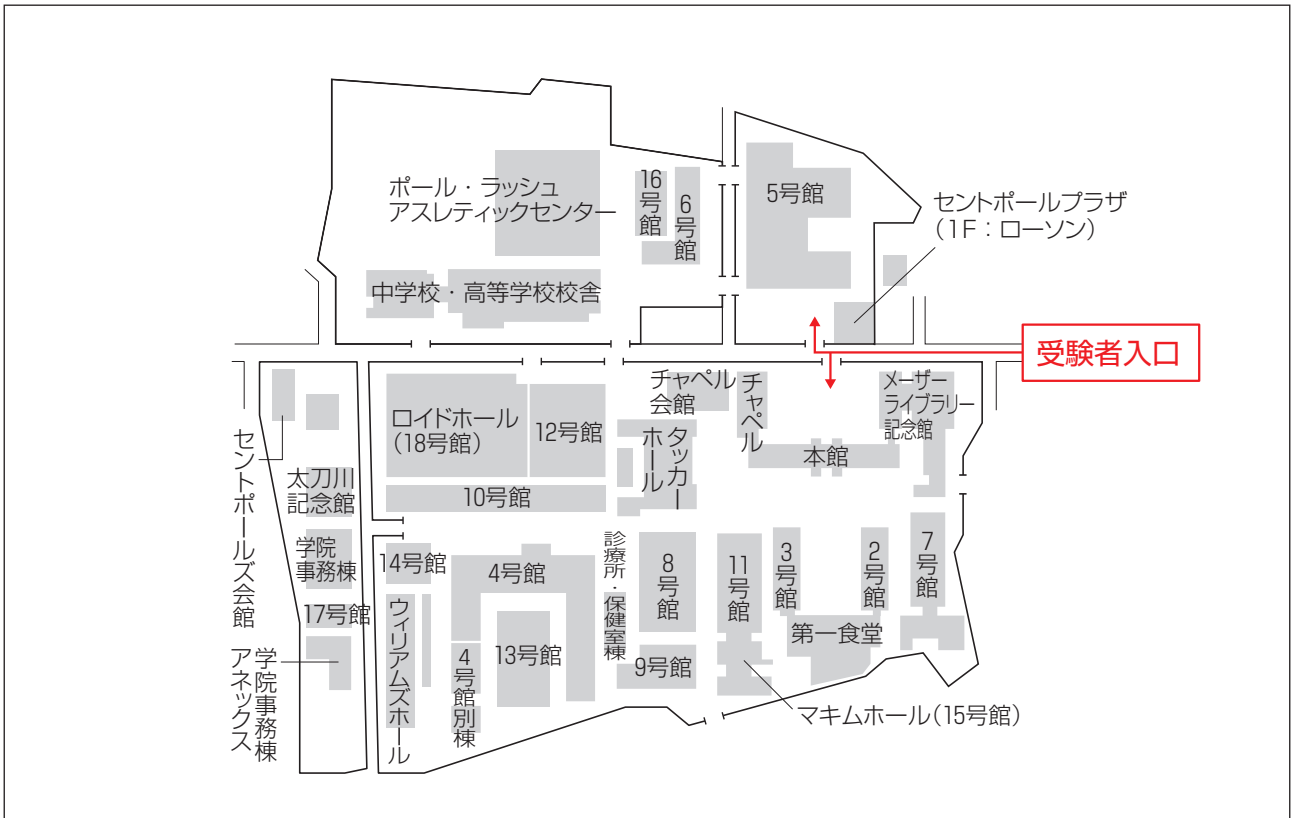 ポール・ラッシュ
アスレティックセンター
16号館
6号館
5号館
セントポールプラザ
(1F：ローソン)
中学校・高等学校校舎
受験者入口
チャペル
会館
チャペル
メーザー
ライブラリー
記念館
ロイドホール
(18号館)
12号館
タッカー
ホール
本館
セントポールズ会館
太刀川
記念館
10号館
学院
事務棟
14号館
4号館
診療所・保健室棟
8号館
11号館
3号館
2号館
7号館
17号館
ウィリアムズホール
13号館
第一食堂
学院事務棟
アネックス
4号館別棟
9号館
マキムホール(15号館)